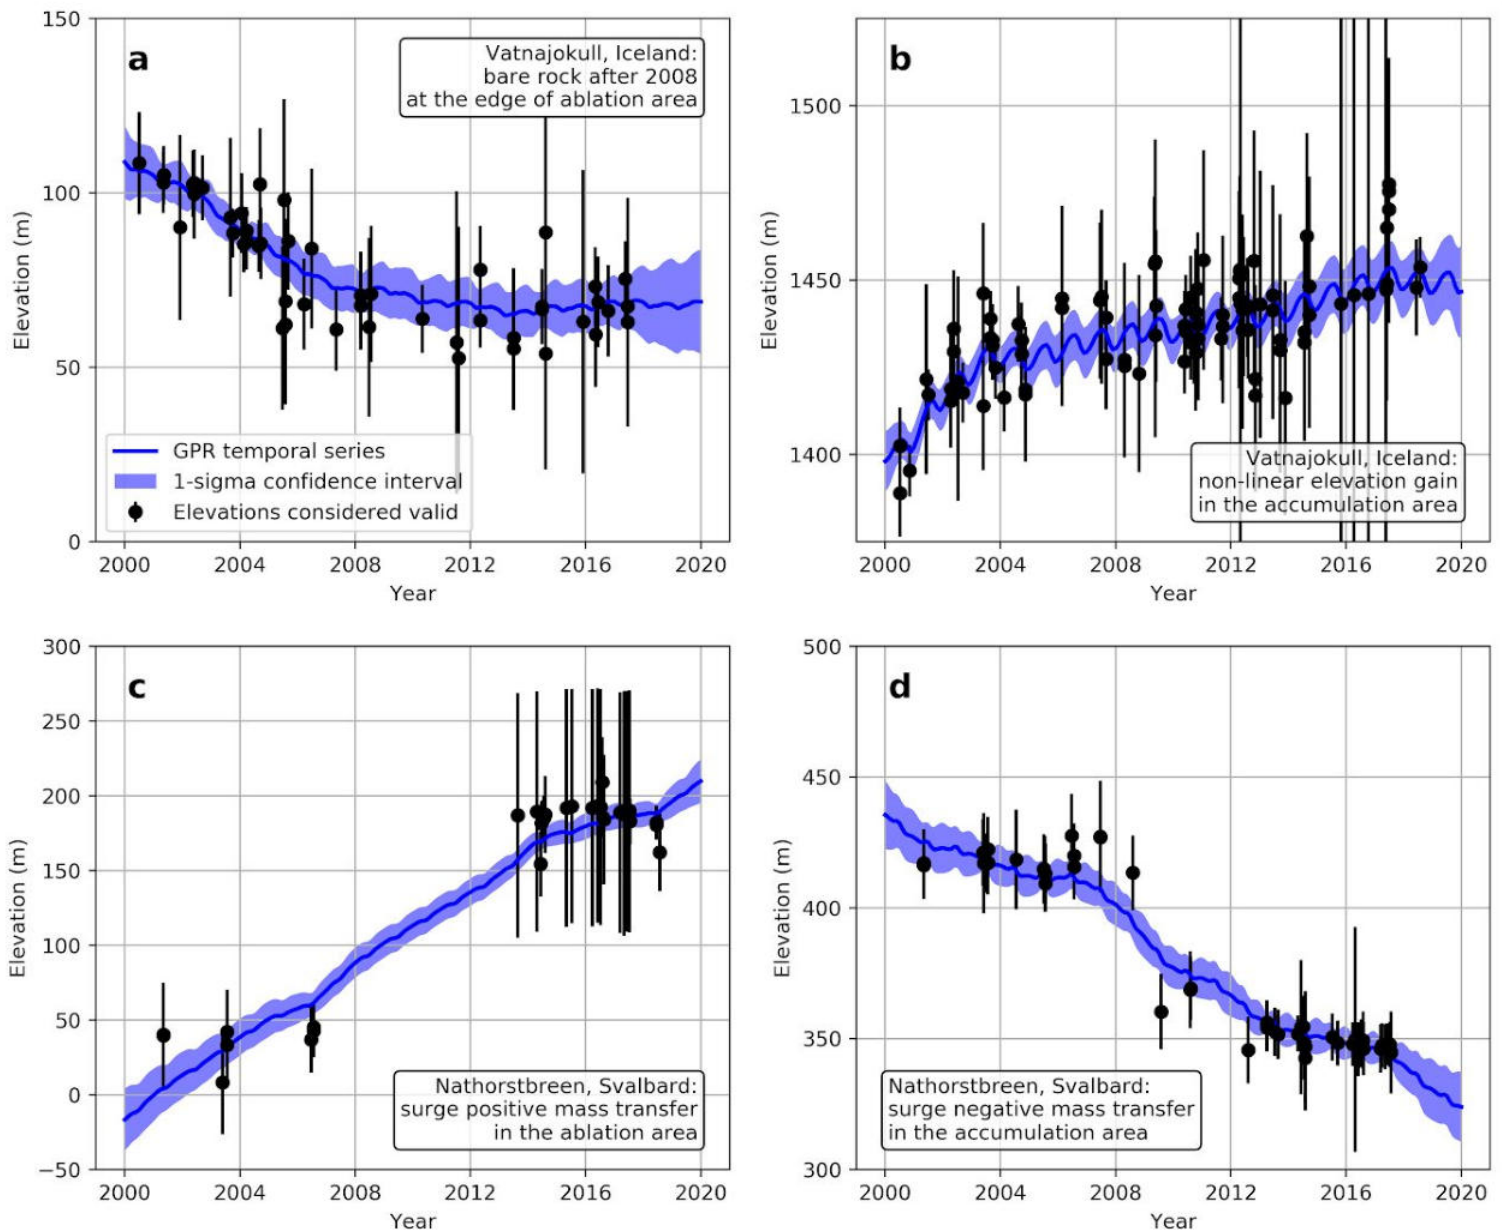 a
Vatnajokull, Iceland:
bare rock after 2008
at the edge of ablation area
150
100
50
0
Elevation (m)
GPR temporal series
1-sigma confidence interval
Elevations considered valid
2000 2004 2008 2012 2016 2020
Year
b
1500
1450
1400
Elevation (m)
Vatnajokull, Iceland:
non-linear elevation gain
in the accumulation area
2000 2004 2008 2012 2016 2020
Year
c
300
250
200
150
100
50
0
−50
Elevation (m)
Nathorstbreen, Svalbard:
surge positive mass transfer
in the ablation area
2000 2004 2008 2012 2016 2020
Year
d
500
450
400
350
300
Elevation (m)
Nathorstbreen, Svalbard:
surge negative mass transfer
in the accumulation area
2000 2004 2008 2012 2016 2020
Year